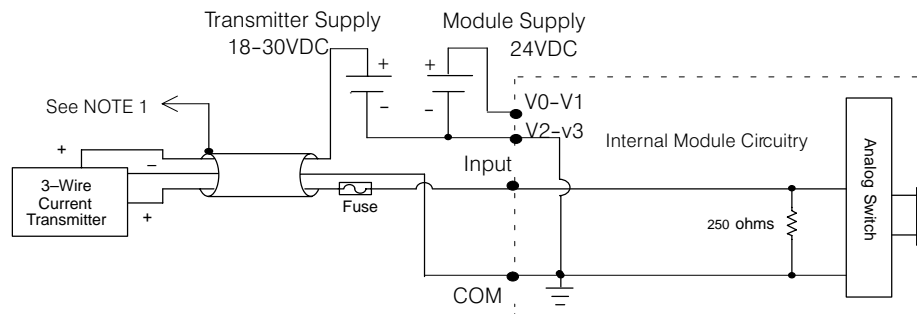 Transmitter Supply
18-30VDC
Module Supply
24VDC
+
+
-
-
See NOTE 1
V0-V1
V2-v3
Internal Module Circuitry
Analog Switch
+
–
+
3–Wire
Current
Transmitter
Input
Fuse
250 ohms
COM